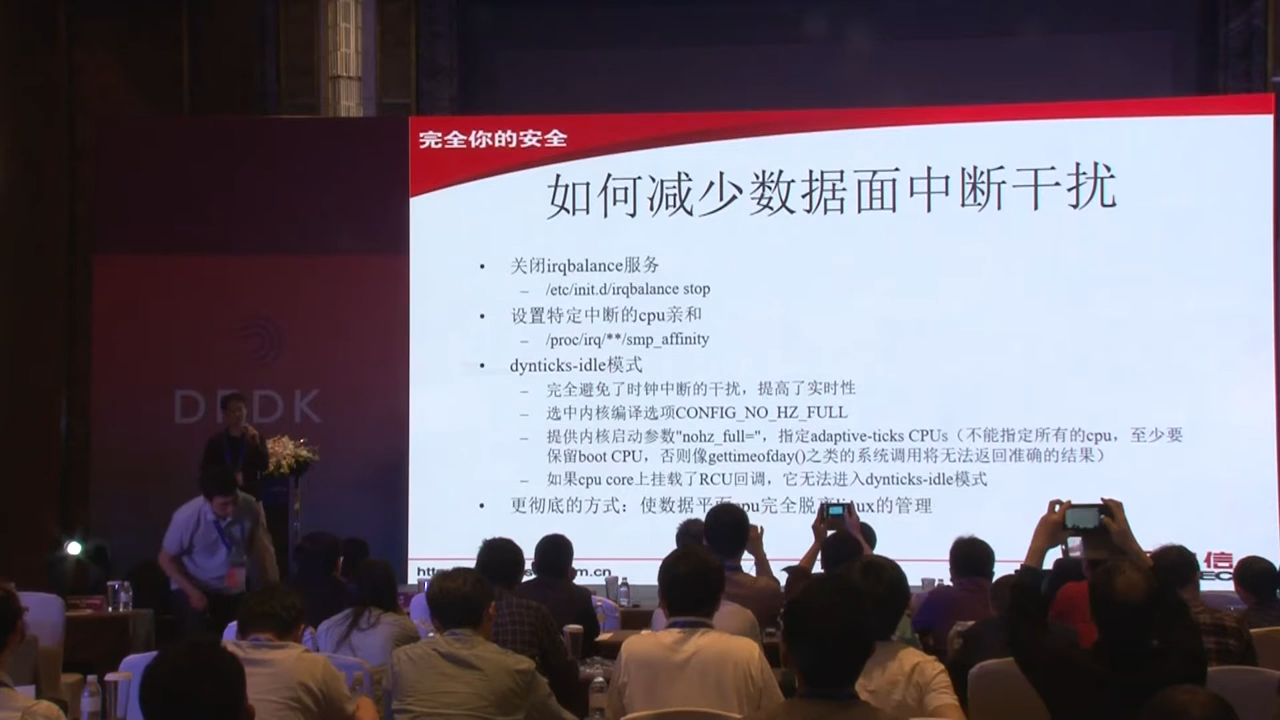 完全你的安全
如何减少数据面中断干扰
• 关闭irqbalance服务
– /etc/init.d/irqbalance stop
• 设置特定中断的cpu亲和
– /proc/irq/**/smp_affinity
• dynticks-idle模式
– 完全避免了时钟中断的干扰，提高了实时性
– 选中内核编译选项CONFIG_NO_HZ_FULL
– 提供内核启动参数"nohz_full="，指定adaptive-ticks CPUs（不能指定所有的cpu，至少要
保留boot CPU，否则像gettimeofday()之类的系统调用将无法返回准确的结果）
– 如果cpu core上挂载了RCU回调，它无法进入dynticks-idle模式
• 更彻底的方式：使数据平面cpu完全脱离linux的管理
DPDK
信